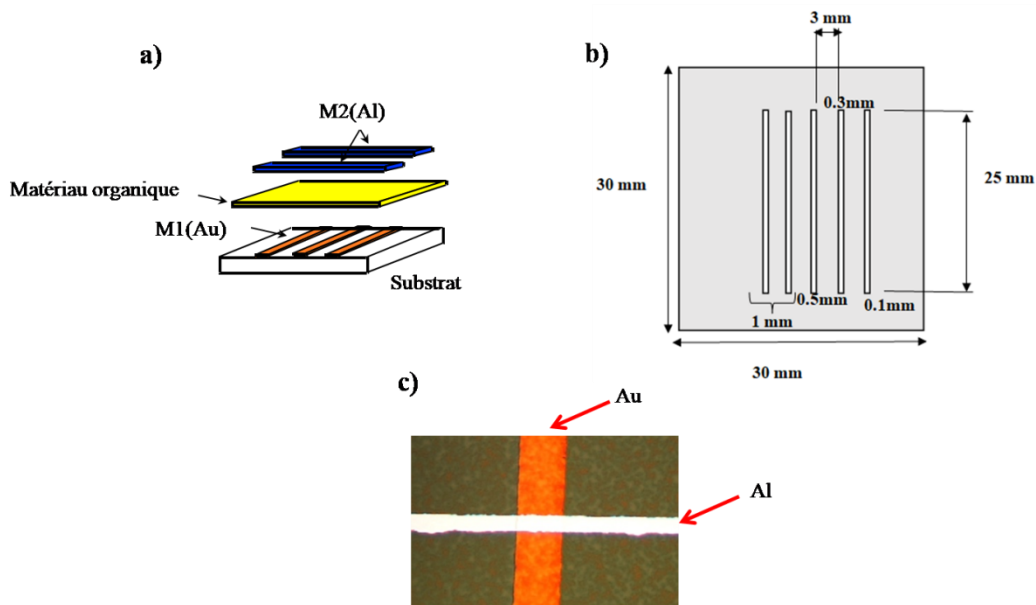 a)
M2(Al)
Matériau organique
M1(Au)
Substrat
b)
3 mm
0.3mm
30 mm
25 mm
0.5mm
0.1mm
1 mm
30 mm
c)
Au
Al